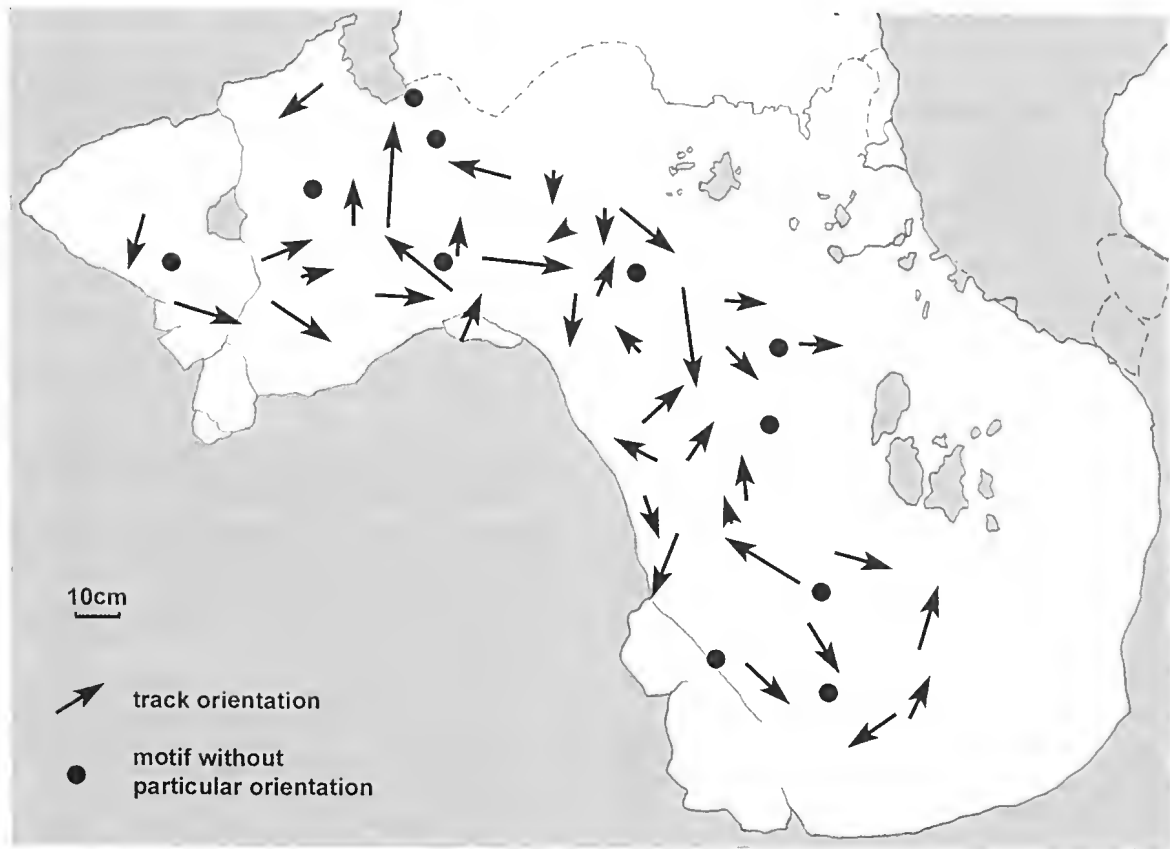 10cm
track orientation
motif without
particular orientation